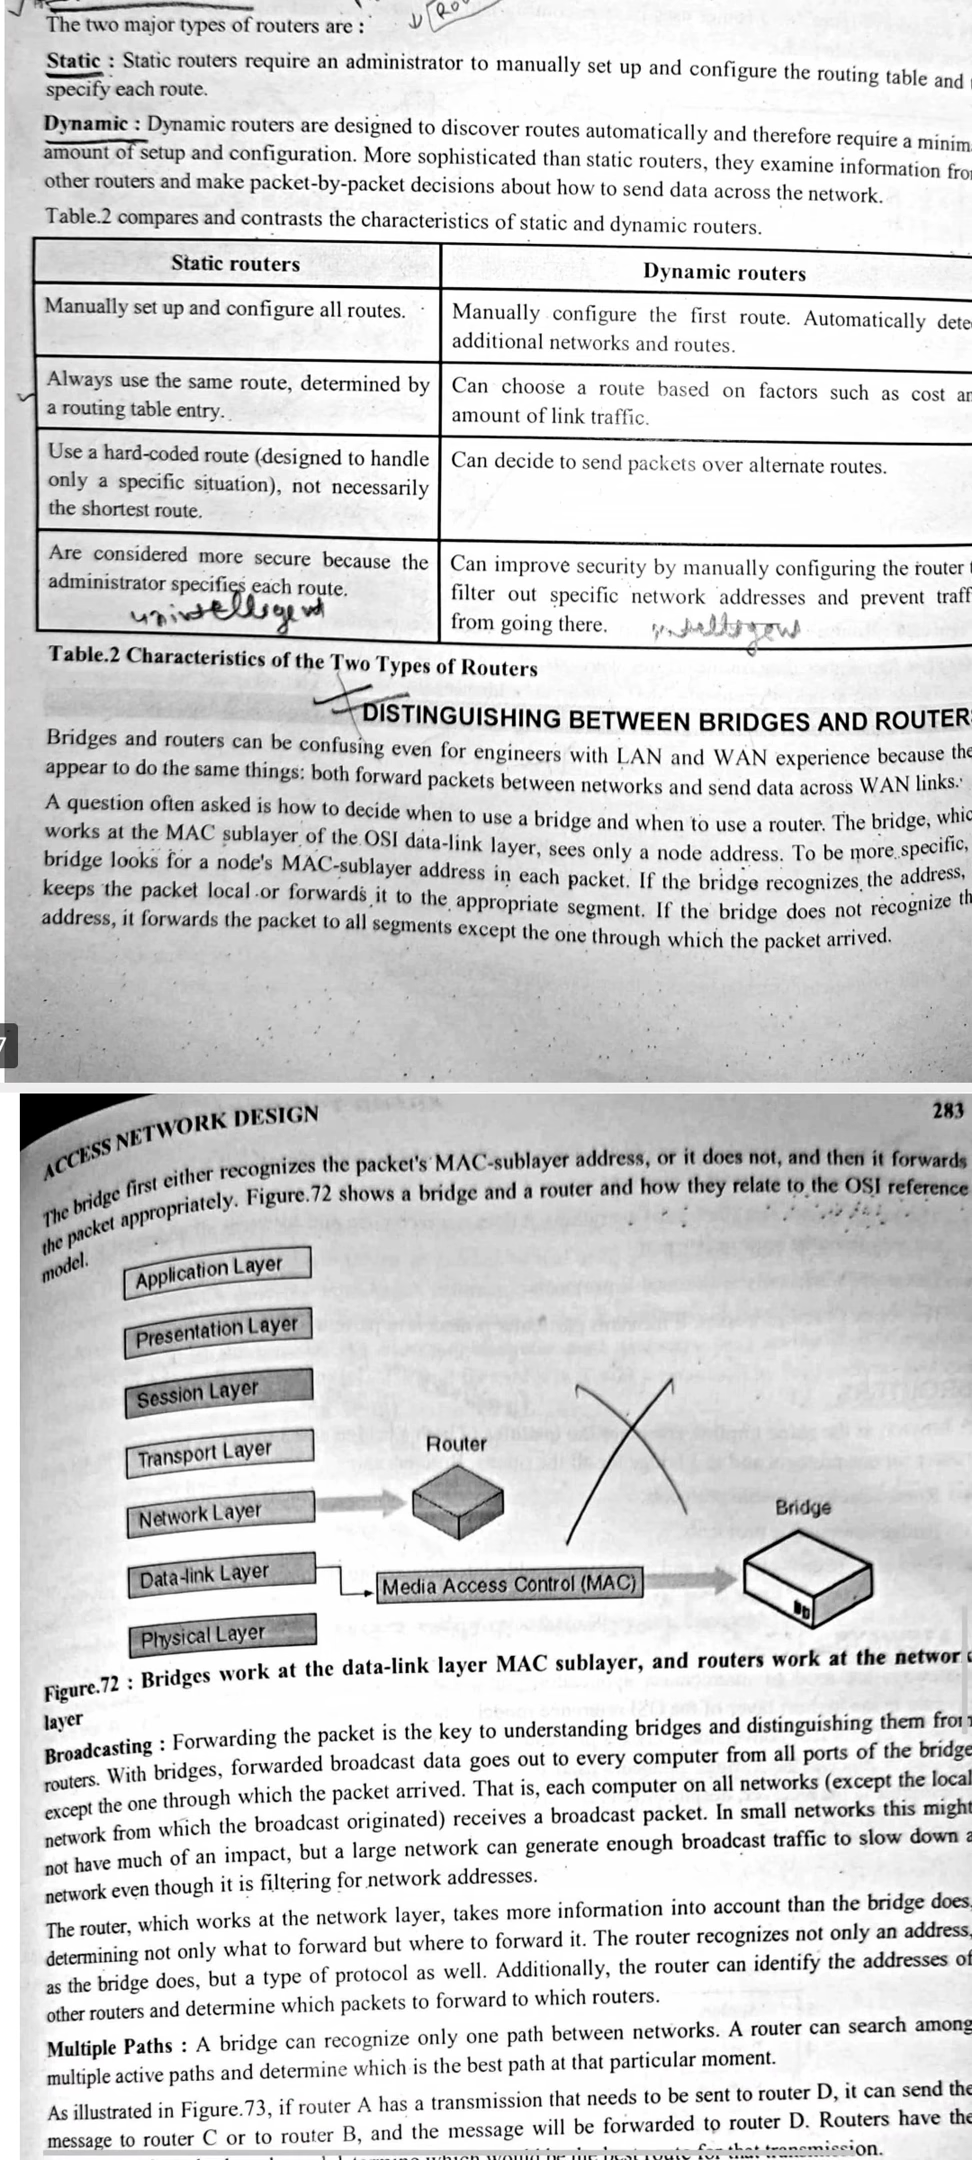 The two major types of routers are :
Static : Static routers require an administrator to manually set up and configure the routing table and
specify each route.
Dynamic : Dynamic routers are designed to discover routes automatically and therefore require a minim
amount of setup and configuration. More sophisticated than static routers, they examine information fro
other routers and make packet-by-packet decisions about how to send data across the network.
Table.2 compares and contrasts the characteristics of static and dynamic routers.
Static routers
Dynamic routers
Manually set up and configure all routes.
Manually configure the first route. Automatically dete
additional networks and routes.
Always use the same route, determined by
a routing table entry.
Can choose a route based on factors such as cost an
amount of link traffic.
Use a hard-coded route (designed to handle
only a specific situation), not necessarily
the shortest route.
Can decide to send packets over alternate routes.
Are considered more secure because the
administrator specifies each route.
unintelligent
Can improve security by manually configuring the router t
filter out specific network addresses and prevent traff
from going there.
Table.2 Characteristics of the Two Types of Routers
DISTINGUISHING BETWEEN BRIDGES AND ROUTERS
Bridges and routers can be confusing even for engineers with LAN and WAN experience because the
appear to do the same things: both forward packets between networks and send data across WAN links.
A question often asked is how to decide when to use a bridge and when to use a router. The bridge, whic
works at the MAC sublayer of the OSI data-link layer, sees only a node address. To be more specific,
bridge looks for a node's MAC-sublayer address in each packet. If the bridge recognizes the address,
keeps the packet local or forwards it to the appropriate segment. If the bridge does not recognize th
address, it forwards the packet to all segments except the one through which the packet arrived.
7
ACCESS NETWORK DESIGN
283
The bridge first either recognizes the packet's MAC-sublayer address, or it does not, and then it forwards
the packet appropriately. Figure.72 shows a bridge and a router and how they relate to the OSI reference
model.
Application Layer
Presentation Layer
Session Layer
Transport Layer
Router
Network Layer
Bridge
Data-link Layer
Media Access Control (MAC)
Physical Layer
Figure.72 : Bridges work at the data-link layer MAC sublayer, and routers work at the networ
layer
Broadcasting : Forwarding the packet is the key to understanding bridges and distinguishing them from
routers. With bridges, forwarded broadcast data goes out to every computer from all ports of the bridge
except the one through which the packet arrived. That is, each computer on all networks (except the local
network from which the broadcast originated) receives a broadcast packet. In small networks this might
not have much of an impact, but a large network can generate enough broadcast traffic to slow down a
network even though it is filtering for network addresses.
The router, which works at the network layer, takes more information into account than the bridge does,
determining not only what to forward but where to forward it. The router recognizes not only an address,
as the bridge does, but a type of protocol as well. Additionally, the router can identify the addresses of
other routers and determine which packets to forward to which routers.
Multiple Paths : A bridge can recognize only one path between networks. A router can search among
multiple active paths and determine which is the best path at that particular moment.
As illustrated in Figure.73, if router A has a transmission that needs to be sent to router D, it can send the
message to router C or to router B, and the message will be forwarded to router D. Routers have the
which would be the best route for that transmission.